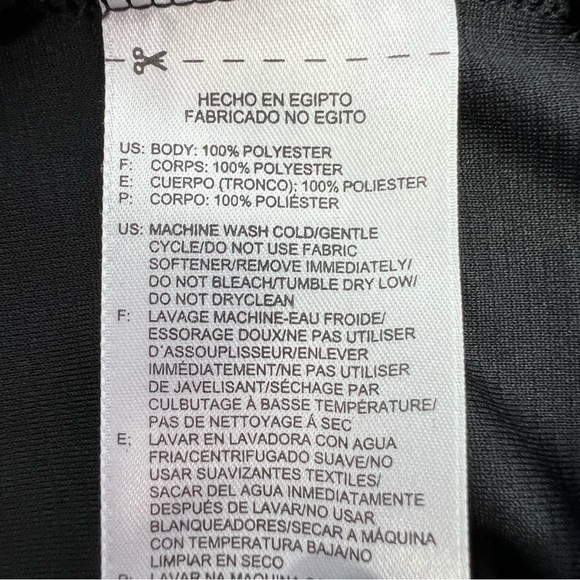 HECHO EN EGIPTO
FABRICADO NO EGITO
US: BODY: 100% POLYESTER
F: CORPS: 100% POLYESTER
E: CUERPO (TRONCO): 100% POLIESTER
P: CORPO: 100% POLIÉSTER
US: MACHINE WASH COLD/GENTLE
CYCLE/DO NOT USE FABRIC
SOFTENER/REMOVE IMMEDIATELY/
DO NOT BLEACH/TUMBLE DRY LOW/
DO NOT DRYCLEAN
F: LAVAGE MACHINE-EAU FROIDE/
ESSORAGE DOUX/NE PAS UTILISER
D´ASSOUPLISSEUR/ENLEVER
IMMÉDIATEMENT/NE PAS UTILISER
DE JAVELISANT/SÉCHAGE PAR
CULBUTAGE À BASSE TEMPÉRATURE/
PAS DE NETTOYAGE Á SEC
E: LAVAR EN LAVADORA CON AGUA
FRIA/CENTRIFUGADO SUAVE/NO
USAR SUAVIZANTES TEXTILES/
SACAR DEL AGUA INMEDIATAMENTE
DESPUÉS DE LAVAR/NO USAR
BLANQUEADORES/SECAR A MÁQUINA
CON TEMPERATURA BAJA/NO
LIMPIAR EN SECO
P: LAVAR NA MAQUINA